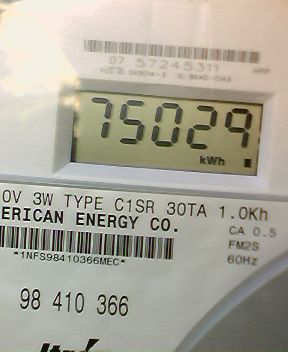 07 57245311
75029
kWh
0V 3W TYPE C1SR 30TA 1.0Kh
ERICAN ENERGY CO.
CA 0.5
FM2S
60Hz
*1NFS98410366MEC*
98 410 366